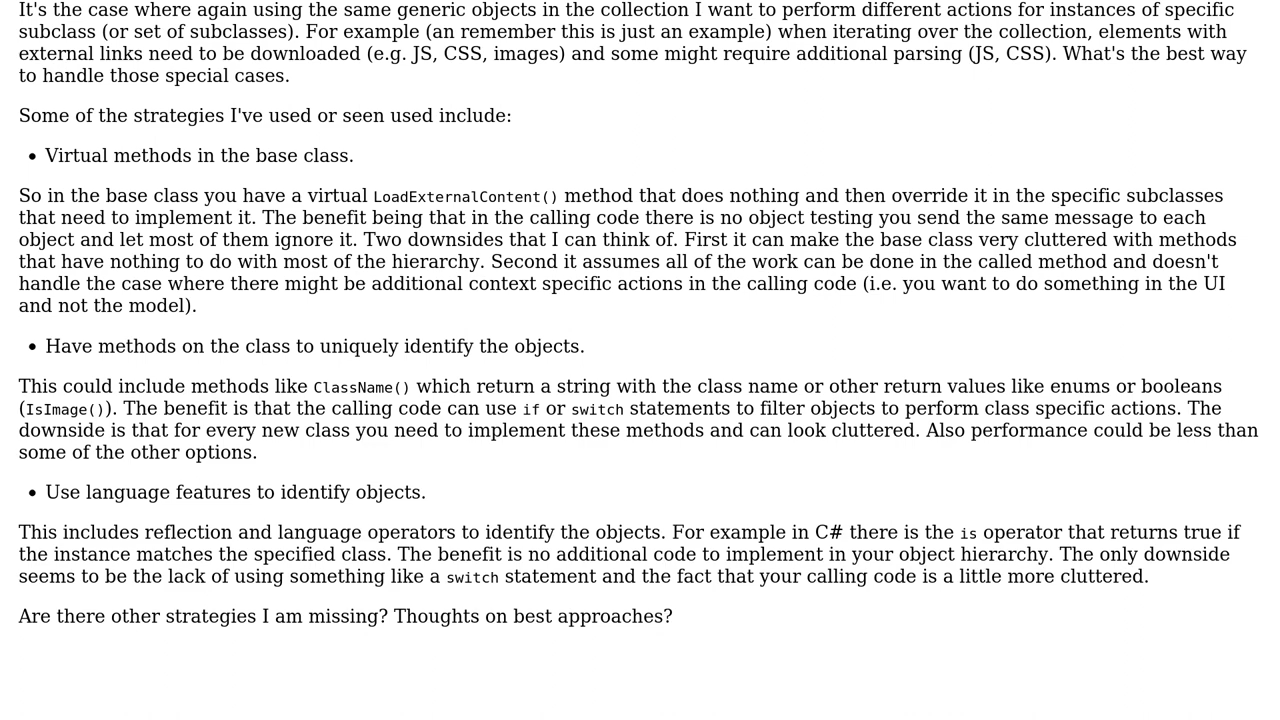 It's the case where again using the same generic objects in the collection I want to perform different actions for instances of specific
subclass (or set of subclasses). For example (an remember this is just an example) when iterating over the collection, elements with
external links need to be downloaded (e.g. JS, CSS, images) and some might require additional parsing (JS, CSS). What's the best way
to handle those special cases.
Some of the strategies I've used or seen used include:
• Virtual methods in the base class.
So in the base class you have a virtual LoadExternalContent() method that does nothing and then override it in the specific subclasses
that need to implement it. The benefit being that in the calling code there is no object testing you send the same message to each
object and let most of them ignore it. Two downsides that I can think of. First it can make the base class very cluttered with methods
that have nothing to do with most of the hierarchy. Second it assumes all of the work can be done in the called method and doesn't
handle the case where there might be additional context specific actions in the calling code (i.e. you want to do something in the UI
and not the model).
• Have methods on the class to uniquely identify the objects.
This could include methods like ClassName() which return a string with the class name or other return values like enums or booleans
(IsImage()). The benefit is that the calling code can use if or switch statements to filter objects to perform class specific actions. The
downside is that for every new class you need to implement these methods and can look cluttered. Also performance could be less than
some of the other options.
• Use language features to identify objects.
This includes reflection and language operators to identify the objects. For example in C# there is the is operator that returns true if
the instance matches the specified class. The benefit is no additional code to implement in your object hierarchy. The only downside
seems to be the lack of using something like a switch statement and the fact that your calling code is a little more cluttered.
Are there other strategies I am missing? Thoughts on best approaches?